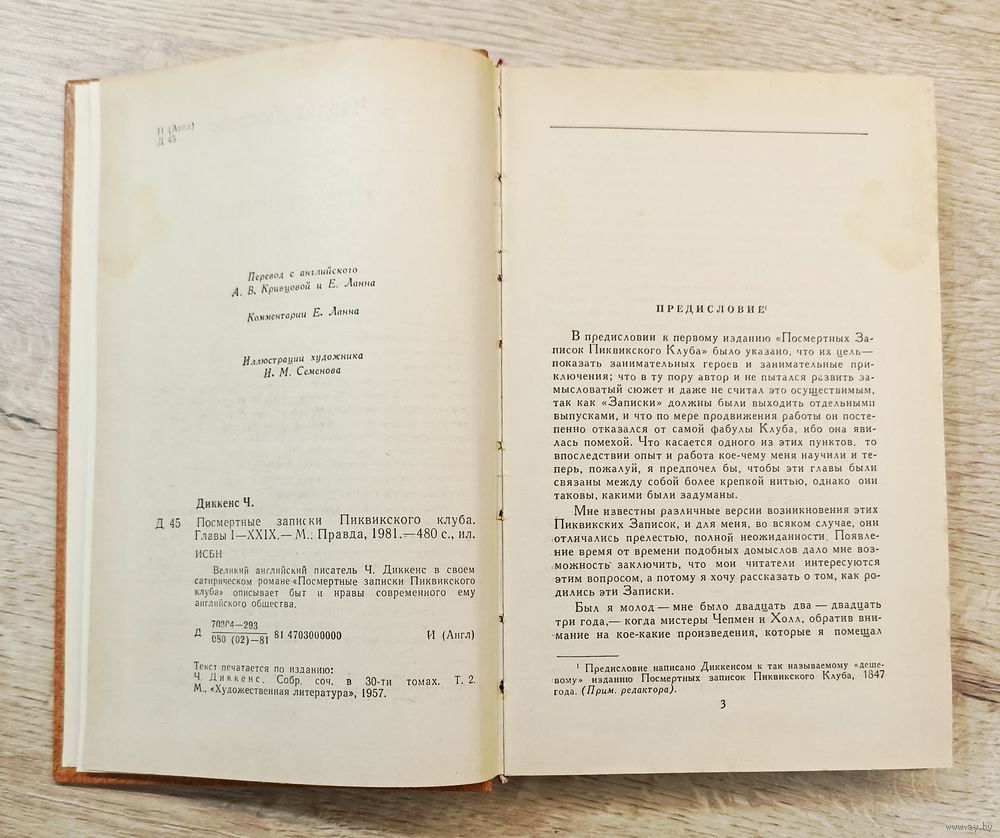 И (Англ)
Д 45
Перевод с английского
А. В. Кривцовой и Е. Ланна
Комментарии Е. Ланна
Иллюстрации художника
И. М. Семенова
Диккенс Ч.
Д 45 Посмертные записки Пиквикского клуба.
Главы I—XXIX.— М.: Правда, 1981.—480 с., ил.
ИСБН
Великий английский писатель Ч. Диккенс в своем
сатирическом романе «Посмертные записки Пиквикского
клуба» описывает быт и нравы современного ему
английского общества.
70304—293
Д 080 (02)—81 81 4703000000 И (Англ)
Текст печатается по изданию:
Ч. Диккенс. Собр. соч. в 30-ти томах. Т. 2.
М., «Художественная литература», 1957.
ПРЕДИСЛОВИЕ¹
В предисловии к первому изданию «Посмертных За-
писок Пиквикского Клуба» было указано, что их цель—
показать занимательных героев и занимательные при-
ключения; что в ту пору автор и не пытался развить за-
мысловатый сюжет и даже не считал это осуществимым,
так как «Записки» должны были выходить отдельными
выпусками, и что по мере продвижения работы он посте-
пенно отказался от самой фабулы Клуба, ибо она яви-
лась помехой. Что касается одного из этих пунктов, то
впоследствии опыт и работа кое-чему меня научили и те-
перь, пожалуй, я предпочел бы, чтобы эти главы были
связаны между собой более крепкой нитью, однако они
таковы, какими были задуманы.
Мне известны различные версии возникновения этих
Пиквикских Записок, и для меня, во всяком случае, они
отличались прелестью, полной неожиданности. Появле-
ние время от времени подобных домыслов дало мне воз-
можность заключить, что мои читатели интересуются
этим вопросом, а потому я хочу рассказать о том, как ро-
дились эти Записки.
Был я молод — мне было двадцать два — двадцать
три года,— когда мистеры Чепмен и Холл, обратив вни-
мание на кое-какие произведения, которые я помещал
¹ Предисловие написано Диккенсом к так называемому «деше-
вому» изданию Посмертных записок Пиквикского Клуба, 1847
года. (Прим. редактора).
3
www.ay.by